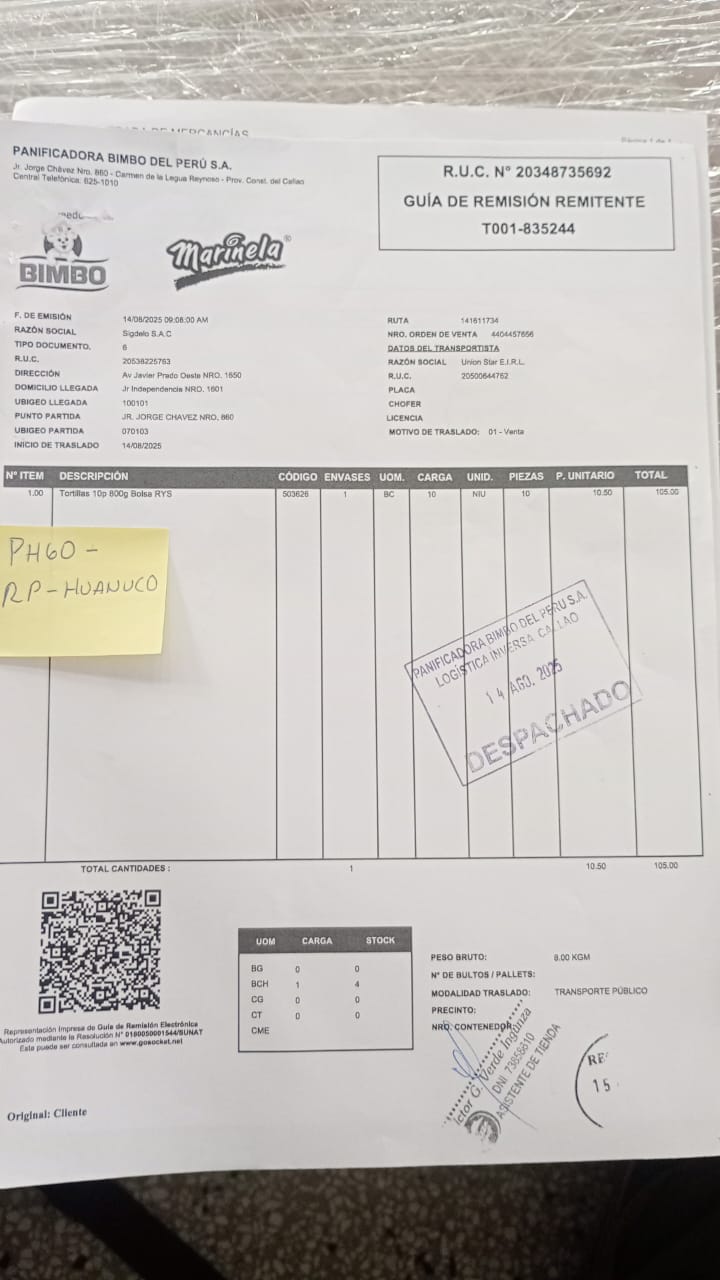 DE MERCANCÍAS
PANIFICADORA BIMBO DEL PERÚ S.A.
Jr. Jorge Chávez Nro. 860 - Carmen de la Legua Reynoso - Prov. Const. del Callao
Central Telefónica: 625-1010
R.U.C. N° 20348735692
GUÍA DE REMISIÓN REMITENTE
T001-835244
BIMBO
Marinela
F. DE EMISIÓN 14/08/2025 09:08:00 AM
RAZÓN SOCIAL Sigdelo S.A.C
TIPO DOCUMENTO. 6
R.U.C. 20538225763
DIRECCIÓN Av Javier Prado Oeste NRO. 1650
DOMICILIO LLEGADA Jr Independencia NRO. 1601
UBIGEO LLEGADA 100101
PUNTO PARTIDA JR. JORGE CHAVEZ NRO. 860
UBIGEO PARTIDA 070103
INICIO DE TRASLADO 14/08/2025
RUTA 141611734
NRO. ORDEN DE VENTA 4404457656
DATOS DEL TRANSPORTISTA
RAZÓN SOCIAL Union Star E.I.R.L.
R.U.C. 20500644762
PLACA
CHOFER
LICENCIA
MOTIVO DE TRASLADO: 01 - Venta
N° ITEM DESCRIPCIÓN CÓDIGO ENVASES UOM. CARGA UNID. PIEZAS P. UNITARIO TOTAL
1.00 Tortillas 10p 800g Bolsa RYS 503626 1 BC 10 NIU 10 10.50 105.00
PH60 -
RP - HUANUCO
PANIFICADORA BIMBO DEL PERU S.A.
LOGÍSTICA INVERSA CALLAO
14 AGO. 2025
DESPACHADO
TOTAL CANTIDADES : 1 10.50 105.00
UOM CARGA STOCK
BG 0 0
BCH 1 4
CG 0 0
CT 0 0
CME
PESO BRUTO: 8.00 KGM
N° DE BULTOS / PALLETS:
MODALIDAD TRASLADO: TRANSPORTE PÚBLICO
PRECINTO:
NRO. CONTENEDOR:
Representación Impresa de Guía de Remisión Electrónica
Autorizado mediante la Resolución N° 0180050001544/SUNAT
Esta puede ser consultada en www.gosocket.net
Original: Cliente
G. Verde Ingunza
DNI 73858610
ASISTENTE DE TIENDA
RE
15